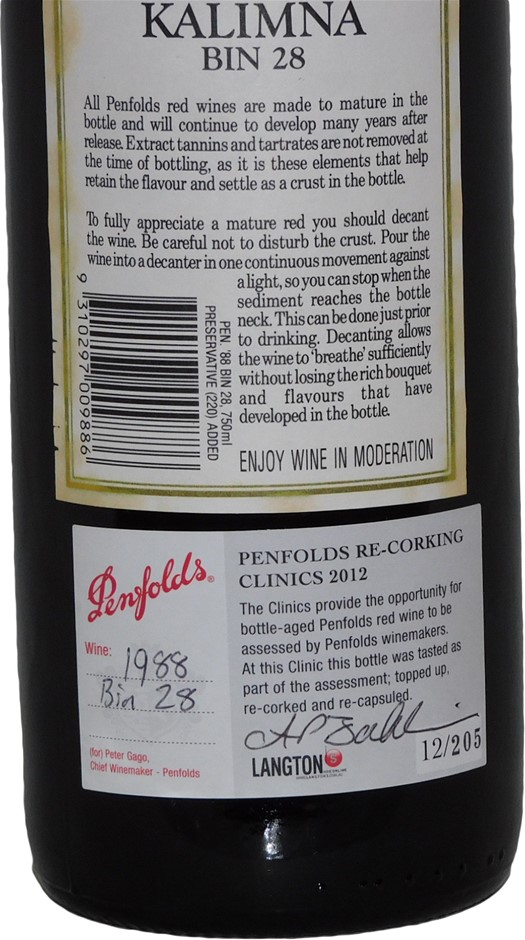 KALIMNA
BIN 28
All Penfolds red wines are made to mature in the
bottle and will continue to develop many years after
release. Extract tannins and tartrates are not removed at
the time of bottling, as it is these elements that help
retain the flavour and settle as a crust in the bottle.
To fully appreciate a mature red you should decant
the wine. Be careful not to disturb the crust. Pour the
wine into a decanter in one continuous movement against
a light, so you can stop when the
sediment reaches the bottle
neck. This can be done just prior
to drinking. Decanting allows
the wine to 'breathe' sufficiently
without losing the rich bouquet
and flavours that have
developed in the bottle.
9 310297 009886
PEN. '88 BIN 28 750ml
PRESERVATIVE (220) ADDED
ENJOY WINE IN MODERATION
Penfolds®
Wine: 1988
Bin 28
(for) Peter Gago,
Chief Winemaker - Penfolds
PENFOLDS RE-CORKING
CLINICS 2012
The Clinics provide the opportunity for
bottle-aged Penfolds red wine to be
assessed by Penfolds winemakers.
At this Clinic this bottle was tasted as
part of the assessment; topped up,
re-corked and re-capsuled.
LANGTON S
12/205